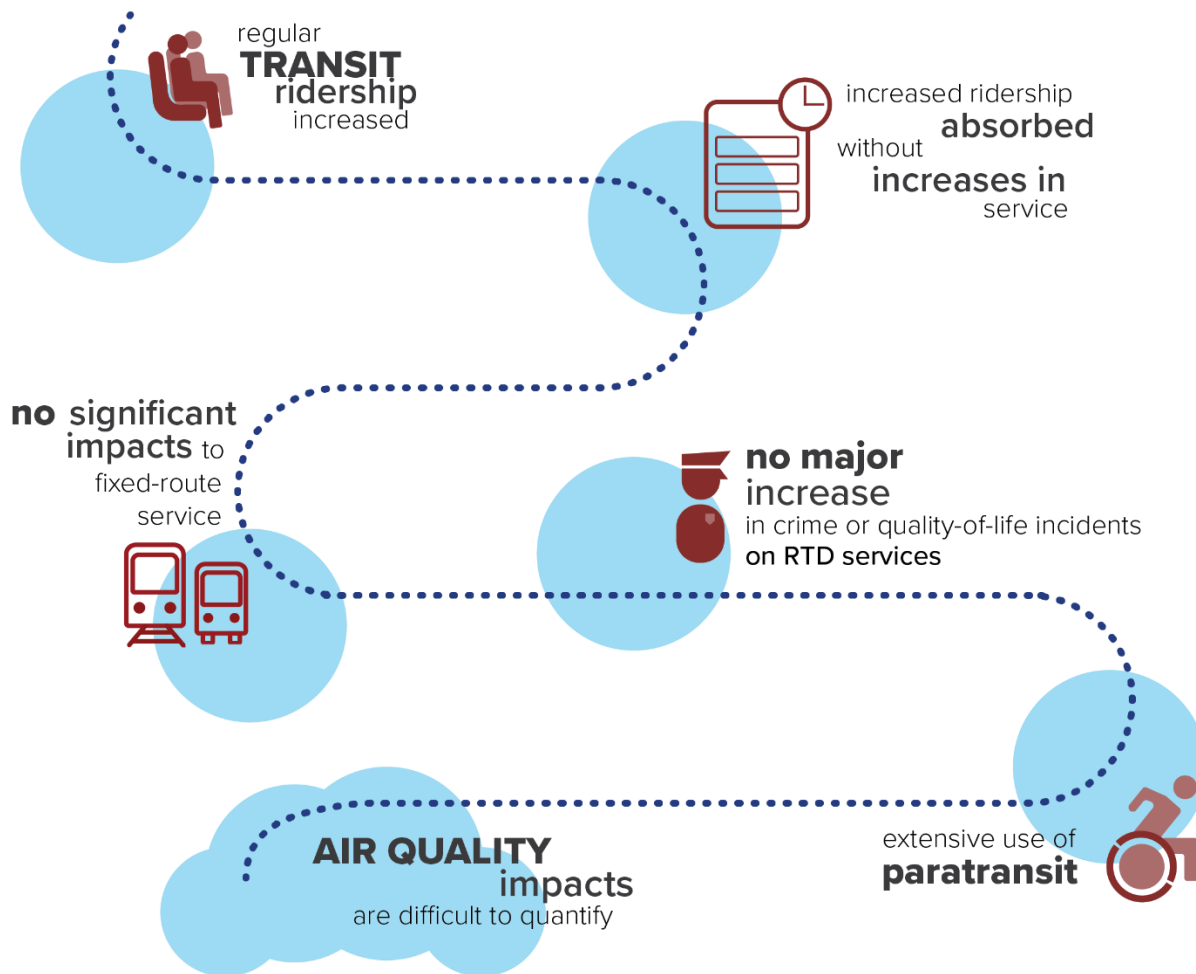 regular
TRANSIT
ridership
increased
increased ridership
absorbed
without
increases in
service
no significant
impacts to
fixed-route
service
no major
increase
in crime or quality-of-life incidents
on RTD services
extensive use of
paratransit
AIR QUALITY
impacts
are difficult to quantify